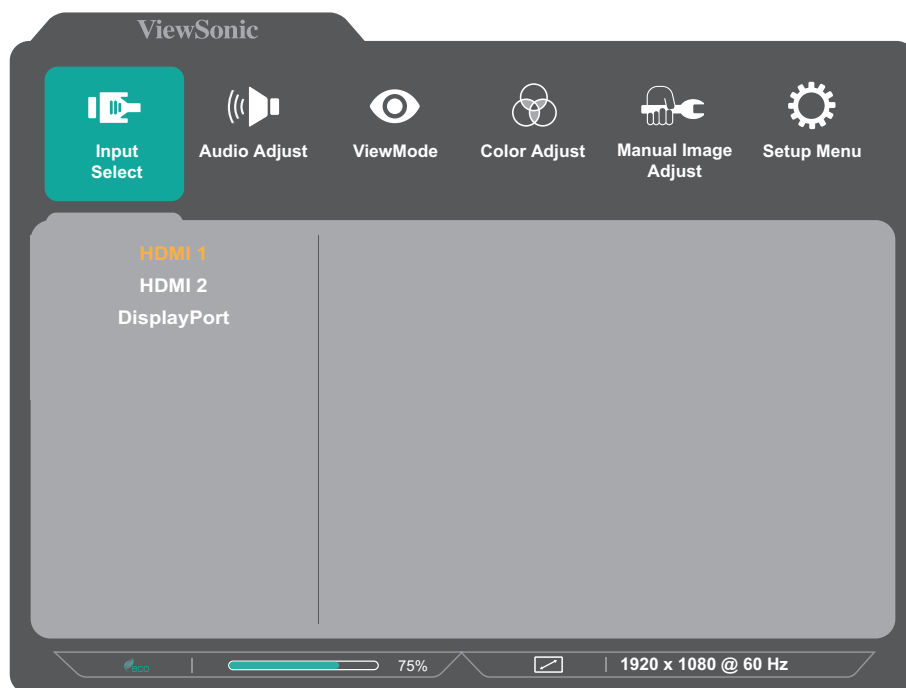 ViewSonic
Input
Select
Audio Adjust
ViewMode
Color Adjust
Manual Image
Adjust
Setup Menu
HDMI 1
HDMI 2
DisplayPort
eco
75%
1920 x 1080 @ 60 Hz